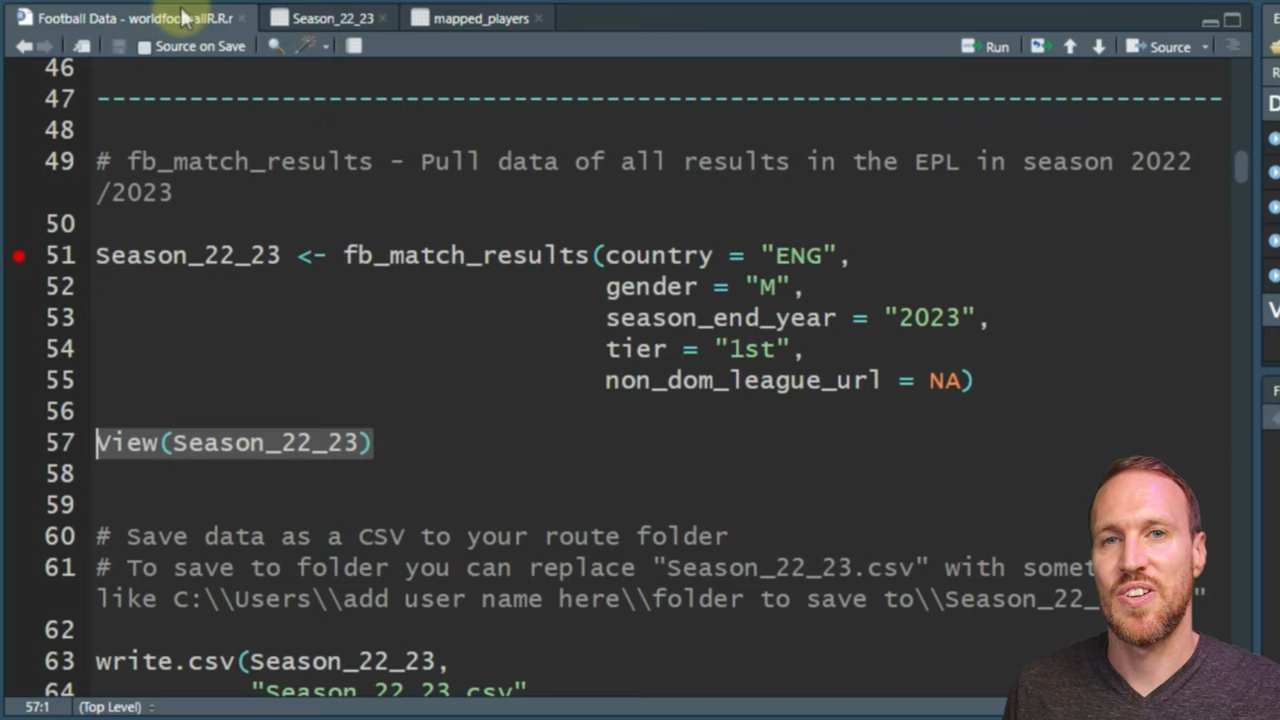 Football Data - worldfootballR.R.r
Season_22_23
mapped_players
Source on Save
Run
Source
46
47 --------------------------------------------------------------------------
48
49 # fb_match_results - Pull data of all results in the EPL in season 2022
/2023
50
51 Season_22_23 <- fb_match_results(country = "ENG",
52 gender = "M",
53 season_end_year = "2023",
54 tier = "1st",
55 non_dom_league_url = NA)
56
57 View(Season_22_23)
58
59
60 # Save data as a CSV to your route folder
61 # To save to folder you can replace "Season_22_23.csv" with
like C:\\Users\\add user name here\\folder to save to\\Season_22_ "
62
63 write.csv(Season_22_23,
64 "Season_22_23.csv"
57:1 (Top Level)